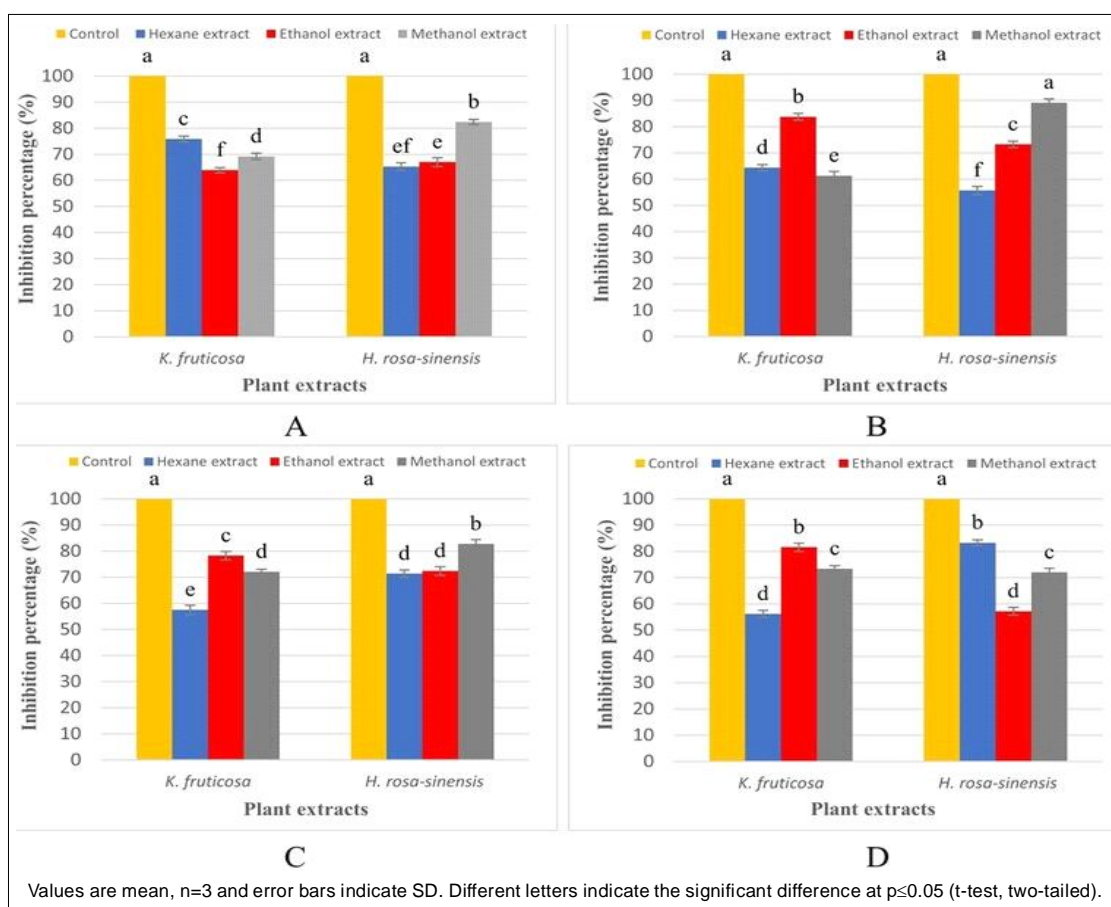 Control Hexane extract Ethanol extract Methanol extract
a a
Inhibition percentage (%)
100
90
80
70
60
50
40
30
20
10
0
c f d ef e b
K. fruticosa H. rosa-sinensis
Plant extracts
A
Control Hexane extract Ethanol extract Methanol extract
a a
Inhibition percentage (%)
100
90
80
70
60
50
40
30
20
10
0
d b e f c a
K. fruticosa H. rosa-sinensis
Plant extracts
B
Control Hexane extract Ethanol extract Methanol extract
a a
Inhibition percentage (%)
100
90
80
70
60
50
40
30
20
10
0
e c d d d b
K. fruticosa H. rosa-sinensis
Plant extracts
C
Control Hexane extract Ethanol extract Methanol extract
a a
Inhibition percentage (%)
100
90
80
70
60
50
40
30
20
10
0
d b c b d c
K. fruticosa H. rosa-sinensis
Plant extracts
D
Values are mean, n=3 and error bars indicate SD. Different letters indicate the significant difference at p≤0.05 (t-test, two-tailed).